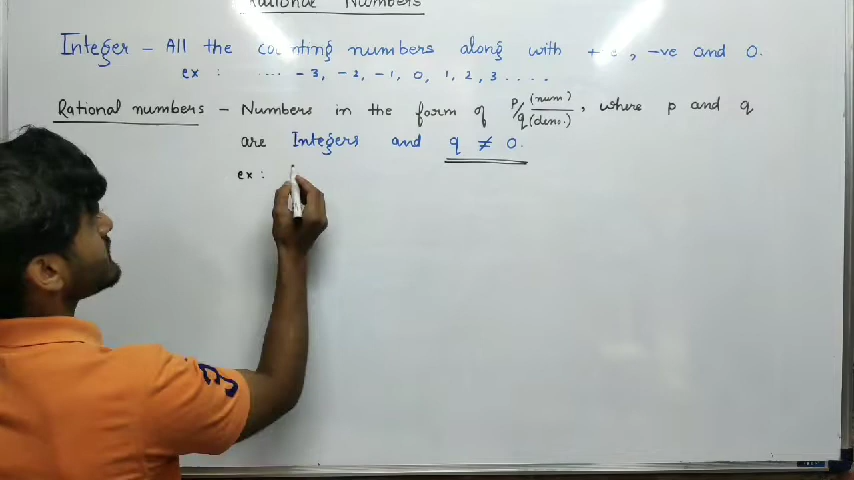 Rational Numbers
Integer - All the counting numbers along with + , -ve and 0.
ex : .... -3, -2, -1, 0, 1, 2, 3 ....
Rational numbers - Numbers in the form of p/q (num) (deno.), where p and q
are Integers and q ≠ 0.
ex :